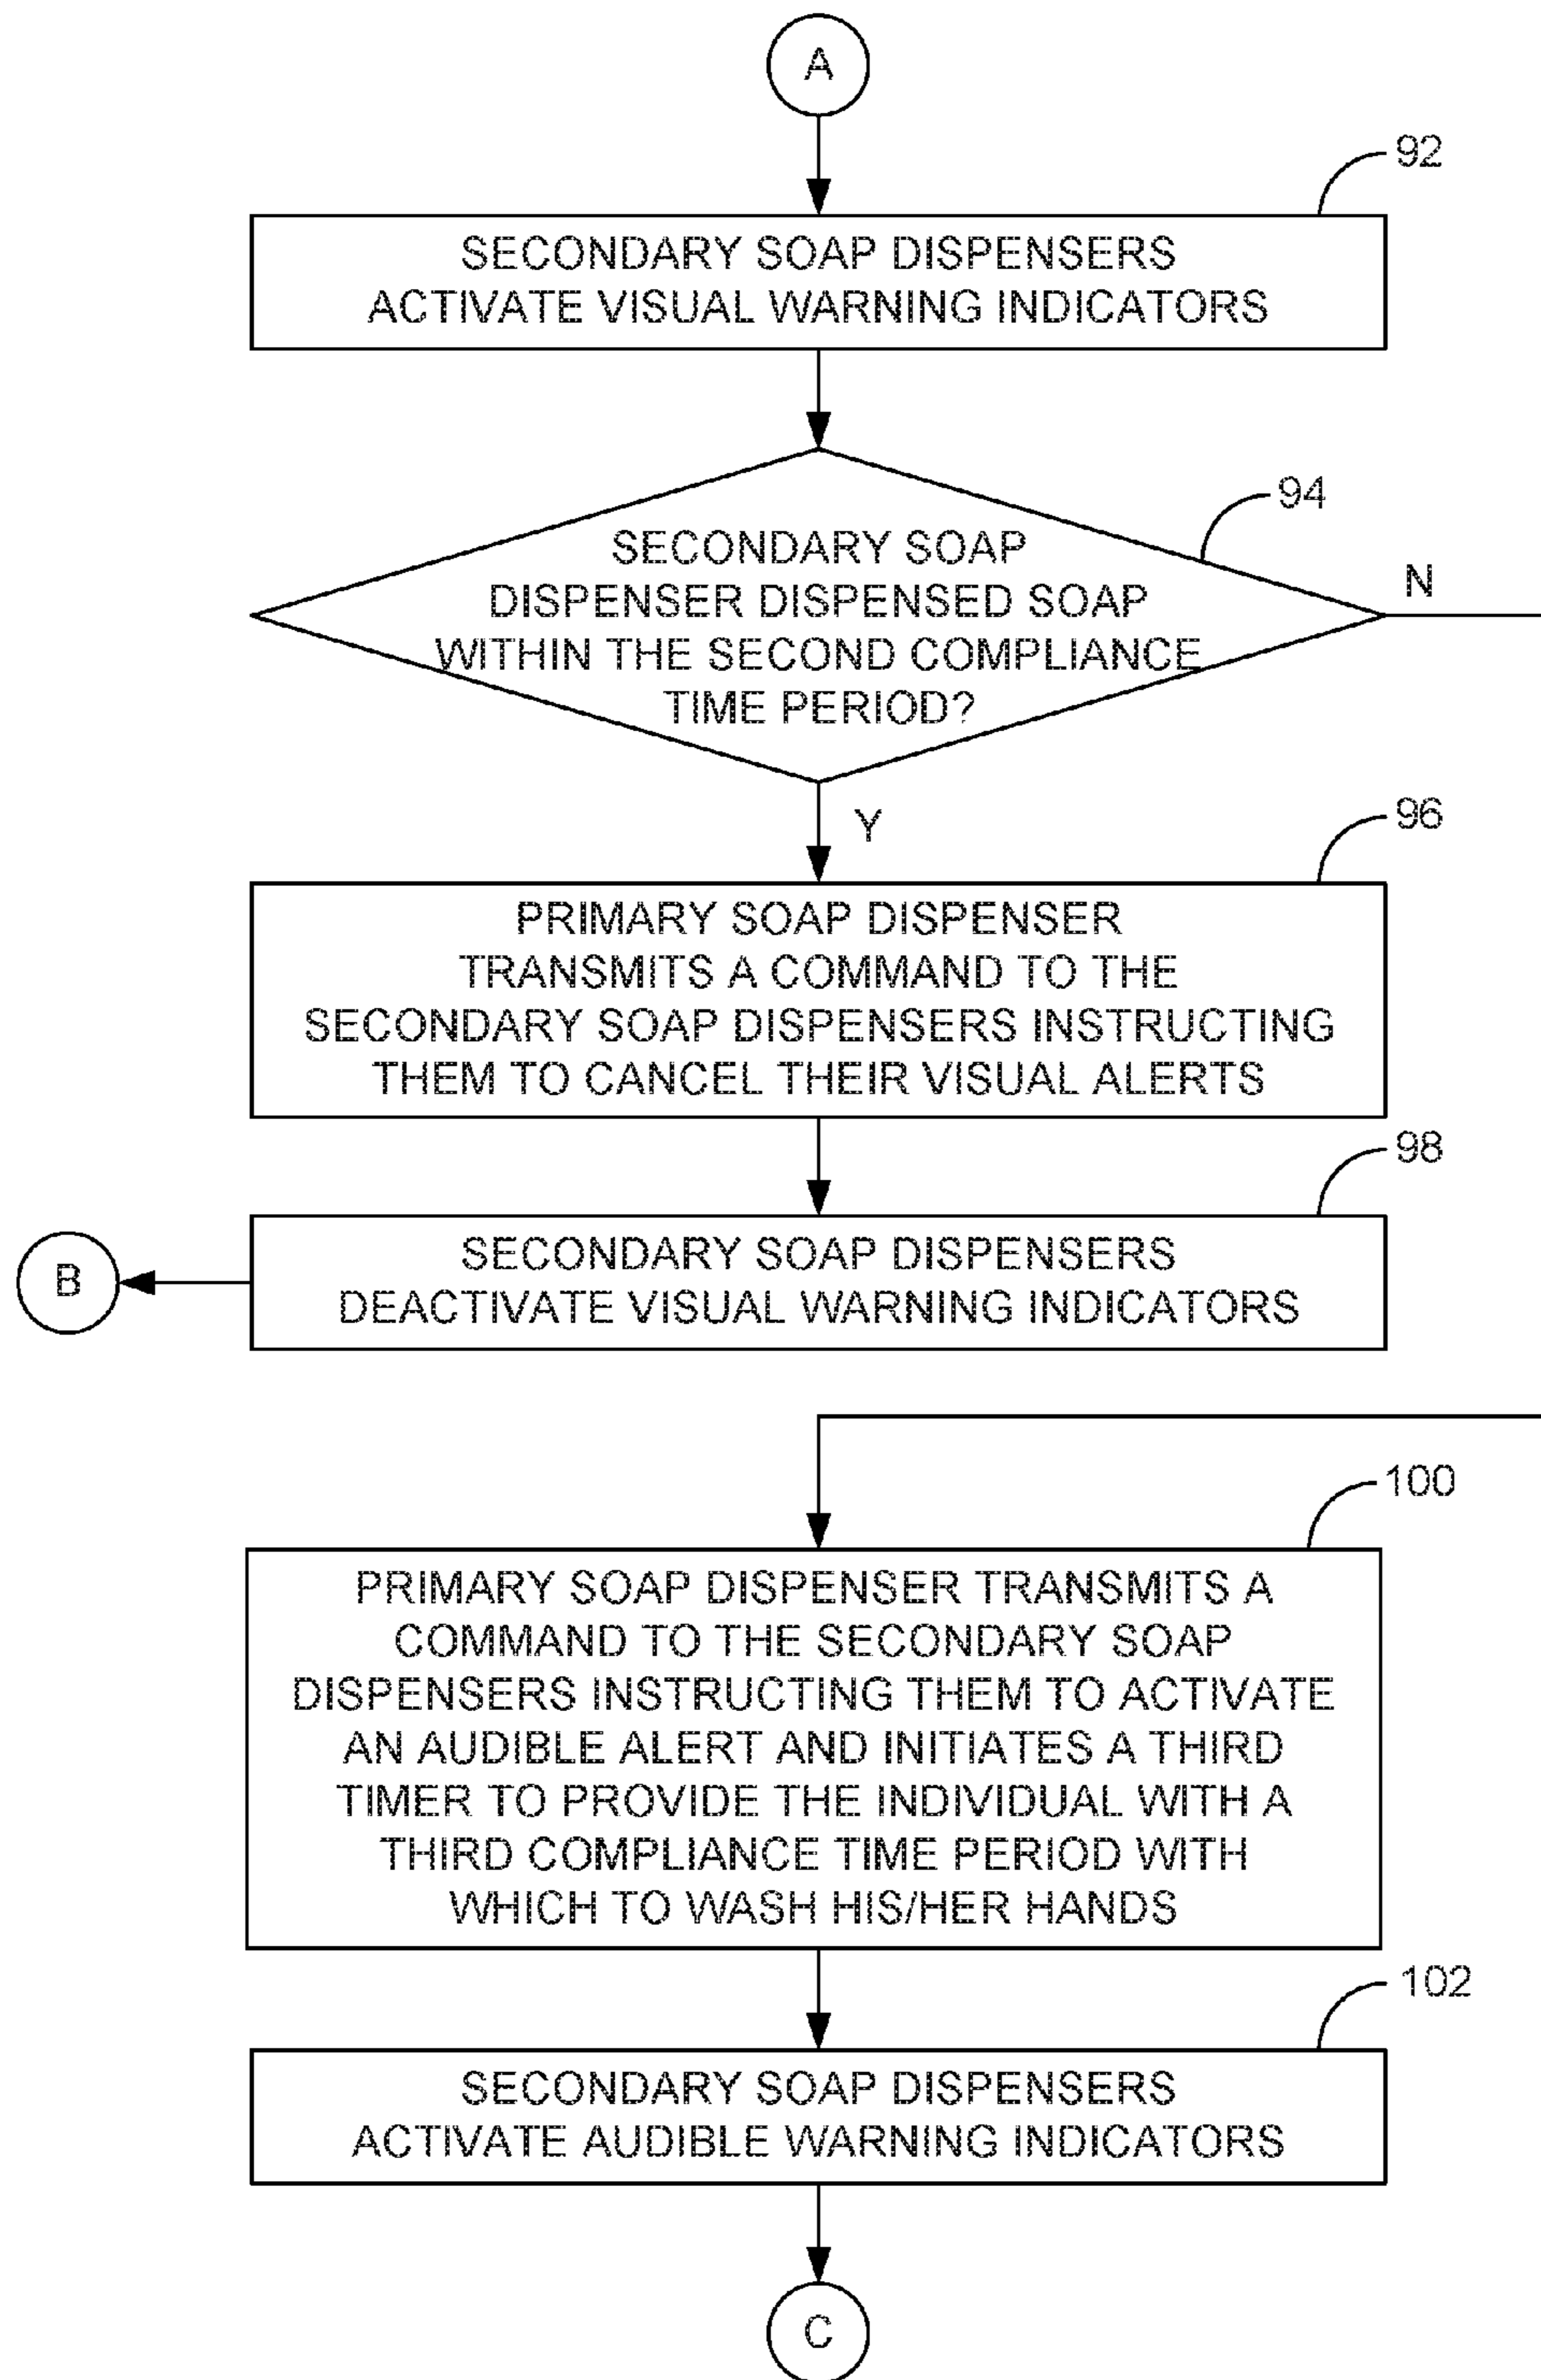 A
92
SECONDARY SOAP DISPENSERS
ACTIVATE VISUAL WARNING INDICATORS
94
SECONDARY SOAP
DISPENSER DISPENSED SOAP
WITHIN THE SECOND COMPLIANCE
TIME PERIOD?
N
Y
96
PRIMARY SOAP DISPENSER
TRANSMITS A COMMAND TO THE
SECONDARY SOAP DISPENSERS INSTRUCTING
THEM TO CANCEL THEIR VISUAL ALERTS
98
SECONDARY SOAP DISPENSERS
DEACTIVATE VISUAL WARNING INDICATORS
B
100
PRIMARY SOAP DISPENSER TRANSMITS A
COMMAND TO THE SECONDARY SOAP
DISPENSERS INSTRUCTING THEM TO ACTIVATE
AN AUDIBLE ALERT AND INITIATES A THIRD
TIMER TO PROVIDE THE INDIVIDUAL WITH A
THIRD COMPLIANCE TIME PERIOD WITH
WHICH TO WASH HIS/HER HANDS
102
SECONDARY SOAP DISPENSERS
ACTIVATE AUDIBLE WARNING INDICATORS
C